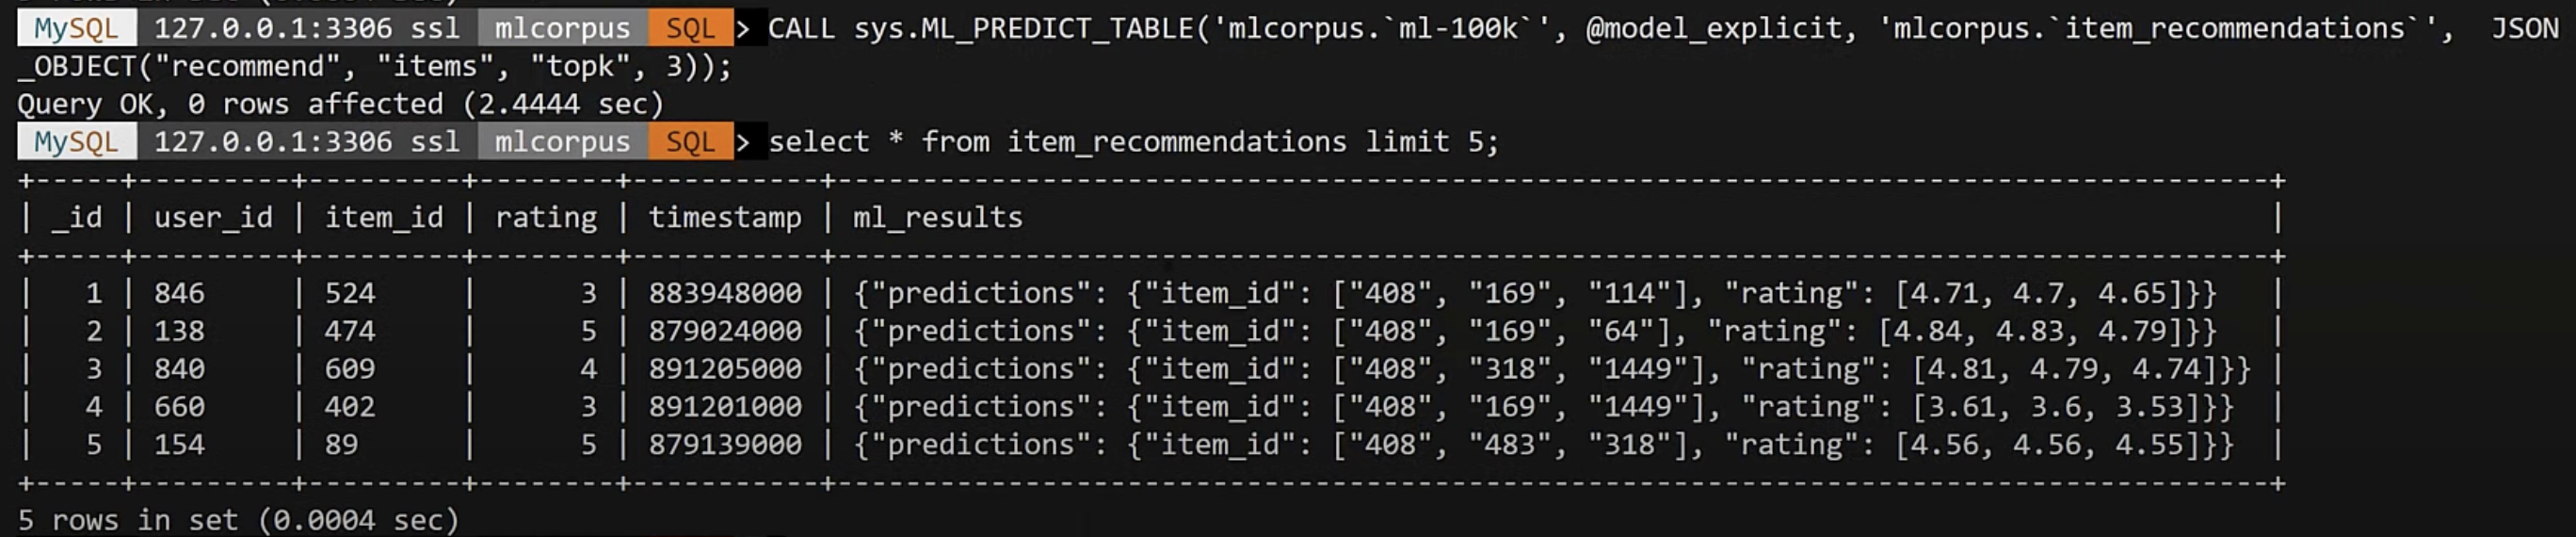 MySQL 127.0.0.1:3306 ssl mlcorpus SQL > CALL sys.ML_PREDICT_TABLE('mlcorpus.`ml-100k`', @model_explicit, 'mlcorpus.`item_recommendations`',  JSON
_OBJECT("recommend", "items", "topk", 3));
Query OK, 0 rows affected (2.4444 sec)
MySQL 127.0.0.1:3306 ssl mlcorpus SQL > select * from item_recommendations limit 5;
+-----+---------+---------+--------+-----------+------------------------------------------------------------------------------------+
| _id | user_id | item_id | rating | timestamp | ml_results                                                                         |
+-----+---------+---------+--------+-----------+------------------------------------------------------------------------------------+
|   1 | 846     | 524     |      3 | 883948000 | {"predictions": {"item_id": ["408", "169", "114"], "rating": [4.71, 4.7, 4.65]}}   |
|   2 | 138     | 474     |      5 | 879024000 | {"predictions": {"item_id": ["408", "169", "64"], "rating": [4.84, 4.83, 4.79]}}   |
|   3 | 840     | 609     |      4 | 891205000 | {"predictions": {"item_id": ["408", "318", "1449"], "rating": [4.81, 4.79, 4.74]}} |
|   4 | 660     | 402     |      3 | 891201000 | {"predictions": {"item_id": ["408", "169", "1449"], "rating": [3.61, 3.6, 3.53]}}  |
|   5 | 154     | 89      |      5 | 879139000 | {"predictions": {"item_id": ["408", "483", "318"], "rating": [4.56, 4.56, 4.55]}}  |
+-----+---------+---------+--------+-----------+------------------------------------------------------------------------------------+
5 rows in set (0.0004 sec)